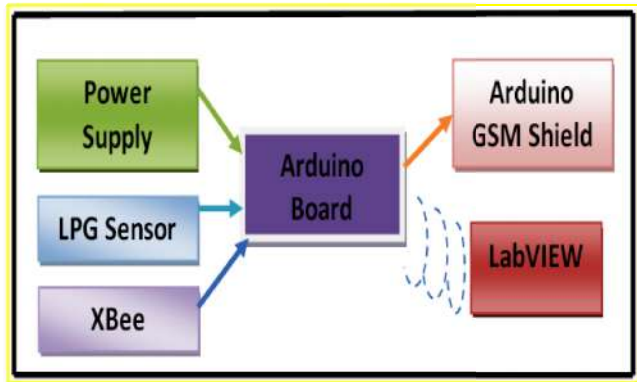 Power
Supply
LPG Sensor
XBee
Arduino
Board
Arduino
GSM Shield
LabVIEW